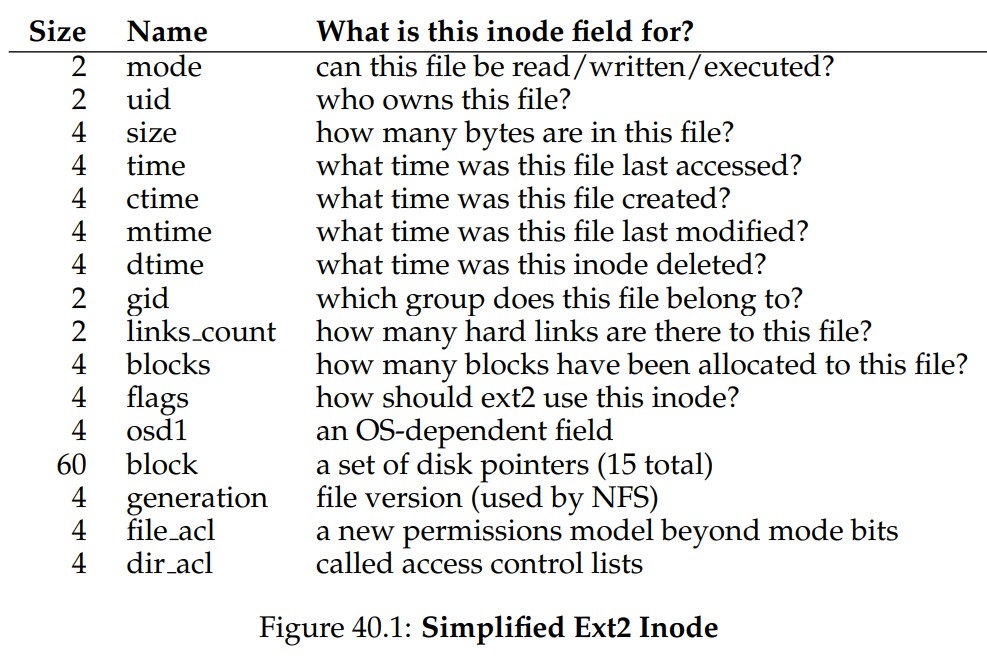 Size Name What is this inode field for?
2 mode can this file be read/written/executed?
2 uid who owns this file?
4 size how many bytes are in this file?
4 time what time was this file last accessed?
4 ctime what time was this file created?
4 mtime what time was this file last modified?
4 dtime what time was this inode deleted?
2 gid which group does this file belong to?
2 links_count how many hard links are there to this file?
4 blocks how many blocks have been allocated to this file?
4 flags how should ext2 use this inode?
4 osd1 an OS-dependent field
60 block a set of disk pointers (15 total)
4 generation file version (used by NFS)
4 file_acl a new permissions model beyond mode bits
4 dir_acl called access control lists
Figure 40.1: Simplified Ext2 Inode